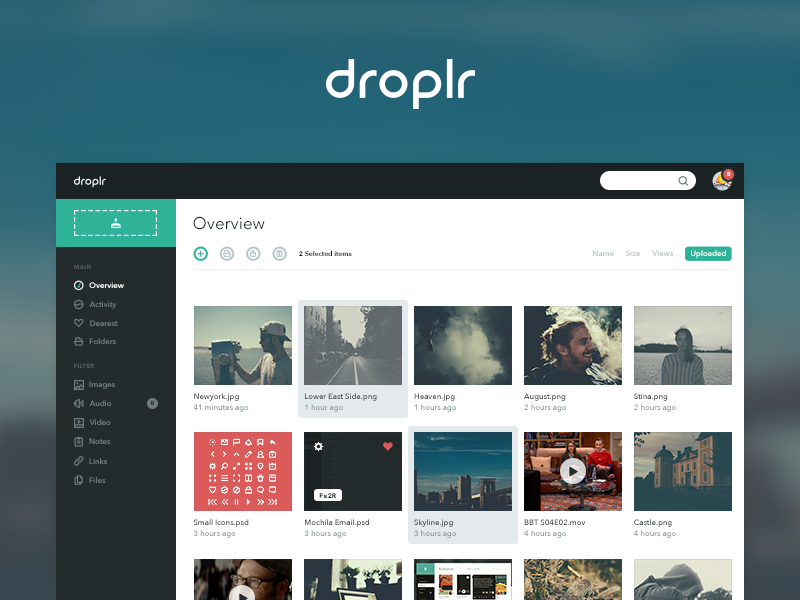 droplr
droplr
8
Overview
2 Selected items
Name Size Views Uploaded
MAIN
Overview
Activity
Dearest
Folders
FILTER
Images
Audio
Video
Notes
Links
Files
Newyork.jpg
41 minutes ago
Lower East Side.png
1 hour ago
Heaven.jpg
1 hours ago
August.png
2 hours ago
Stina.png
2 hours ago
Fx2R
Small Icons.psd
3 hours ago
Mochila Email.psd
3 hours ago
Skyline.jpg
3 hours ago
BBT S04E02.mov
4 hours ago
Castle.png
4 hours ago